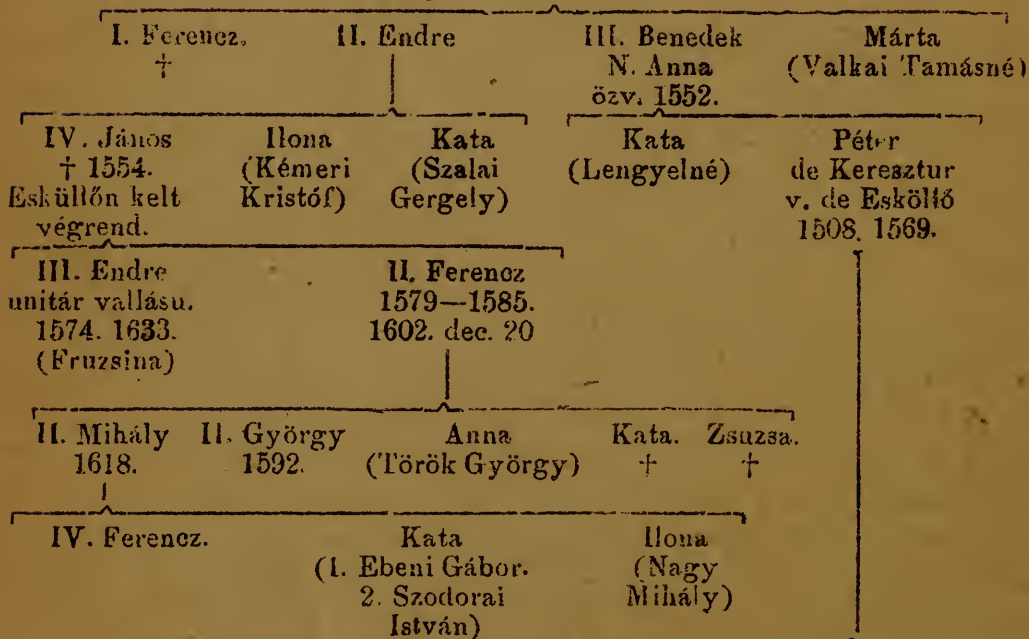 I. Ferencz. II. Endre III. Benedek Márta
† N. Anna (Valkai Tamásné)
özv. 1552.
IV. János Ilona Kata Kata Péter
† 1554. (Kémeri (Szalai (Lengyelné) de Keresztur
Esküllőn kelt Kristóf) Gergely) v. de Esköllő
végrend. 1508. 1569.
III. Endre II. Ferencz
unitár vallásu. 1579—1585.
1574. 1633. 1602. dec. 20
(Fruzsina)
II. Mihály II. György Anna Kata. Zsuzsa.
1618. 1592. (Török György) † †
IV. Ferencz. Kata Ilona
(1. Ebeni Gábor. (Nagy
2. Szodorai Mihály)
István)